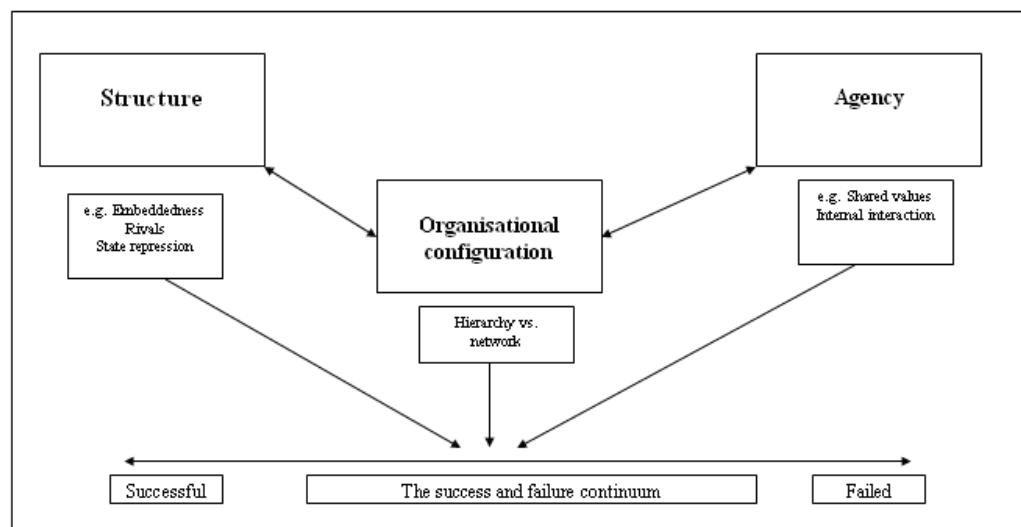 Structure
Agency
Organisational
configuration
e.g. Embeddedness
Rivals
State repression
e.g. Shared values
Internal interaction
Hierarchy vs.
network
Successful
The success and failure continuum
Failed